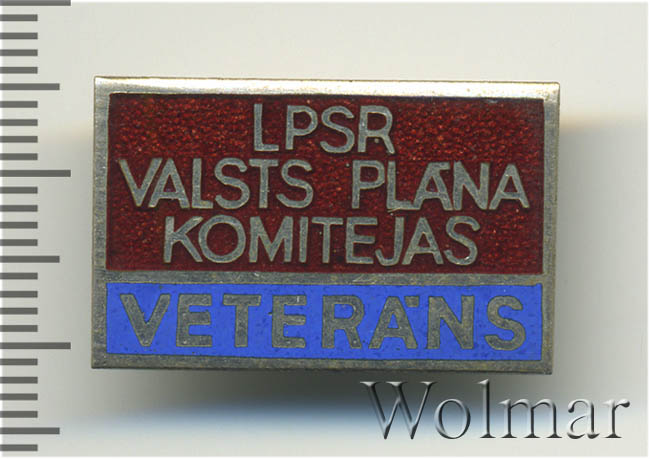 LPSR
VALSTS PLĀNA
KOMITEJAS
VETERĀNS
Wolmar